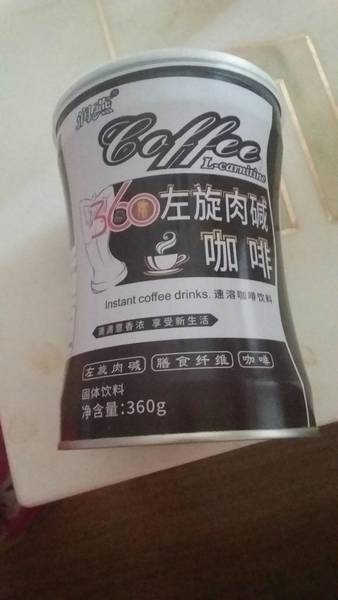 润燕®
Coffee
L-carnitine
360左旋肉碱
咖啡
Instant coffee drinks. 速溶咖啡饮料
滴滴意香浓 享受新生活
左旋肉碱 膳食纤维 咖啡
固体饮料
净含量:360g